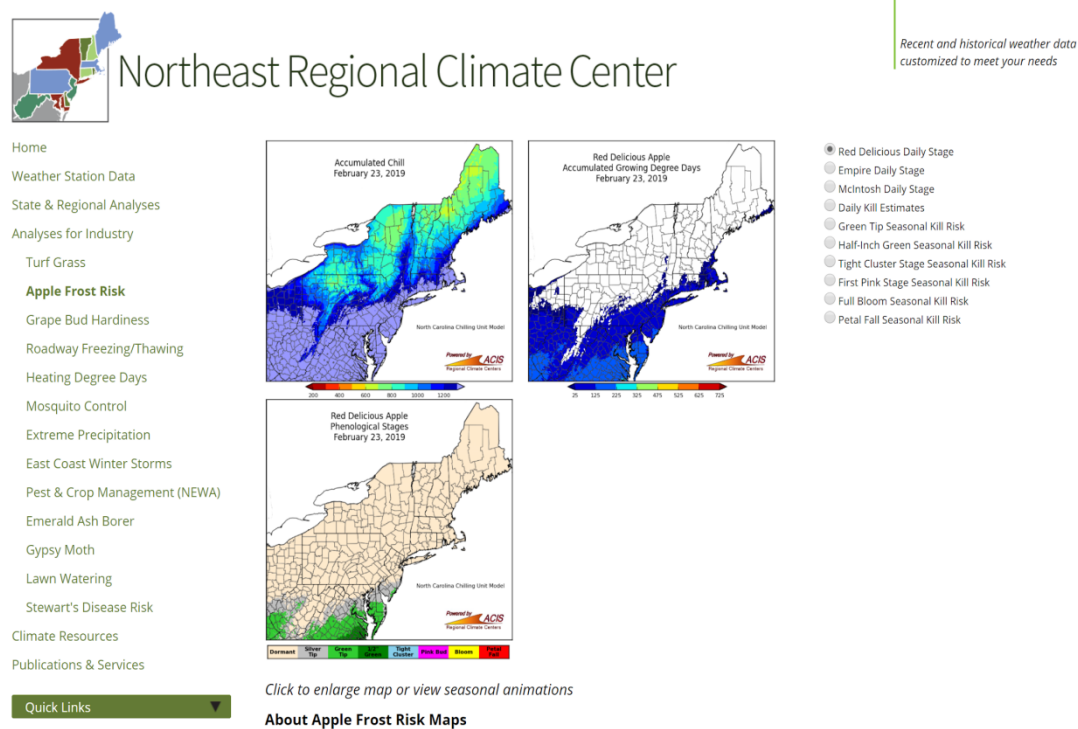 Northeast Regional Climate Center
Recent and historical weather data
customized to meet your needs
Home
Weather Station Data
State & Regional Analyses
Analyses for Industry
Turf Grass
Apple Frost Risk
Grape Bud Hardiness
Roadway Freezing/Thawing
Heating Degree Days
Mosquito Control
Extreme Precipitation
East Coast Winter Storms
Pest & Crop Management (NEWA)
Emerald Ash Borer
Gypsy Moth
Lawn Watering
Stewart's Disease Risk
Climate Resources
Publications & Services
Quick Links
Accumulated Chill
February 23, 2019
North Carolina Chilling Unit Model
Powered by
ACIS
Regional Climate Centers
200 400 600 800 1000 1200
Red Delicious Apple
Accumulated Growing Degree Days
February 23, 2019
North Carolina Chilling Unit Model
Powered by
ACIS
Regional Climate Centers
25 125 225 325 475 525 625 725
Red Delicious Apple
Phenological Stages
February 23, 2019
North Carolina Chilling Unit Model
Powered by
ACIS
Regional Climate Centers
Dormant Silver Tip Green Tip 1/2" Green Tight Cluster Pink Bud Bloom Petal Fall
Click to enlarge map or view seasonal animations
About Apple Frost Risk Maps
Red Delicious Daily Stage
Empire Daily Stage
McIntosh Daily Stage
Daily Kill Estimates
Green Tip Seasonal Kill Risk
Half-Inch Green Seasonal Kill Risk
Tight Cluster Stage Seasonal Kill Risk
First Pink Stage Seasonal Kill Risk
Full Bloom Seasonal Kill Risk
Petal Fall Seasonal Kill Risk